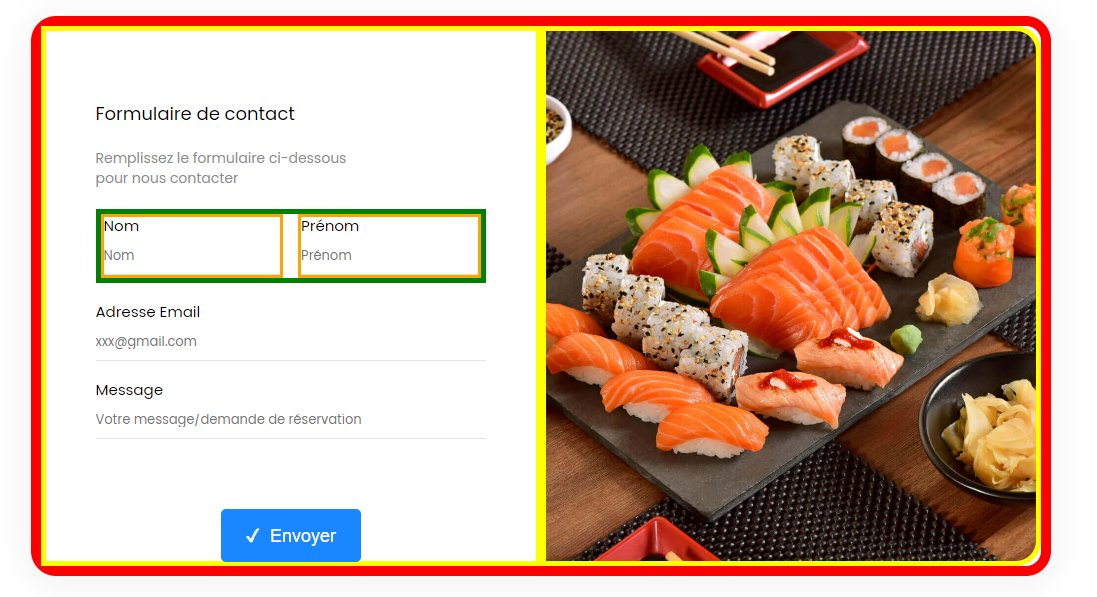 Formulaire de contact
Remplissez le formulaire ci-dessous
pour nous contacter
Nom Prénom
Nom Prénom
Adresse Email
xxx@gmail.com
Message
Votre message/demande de réservation
✓ Envoyer